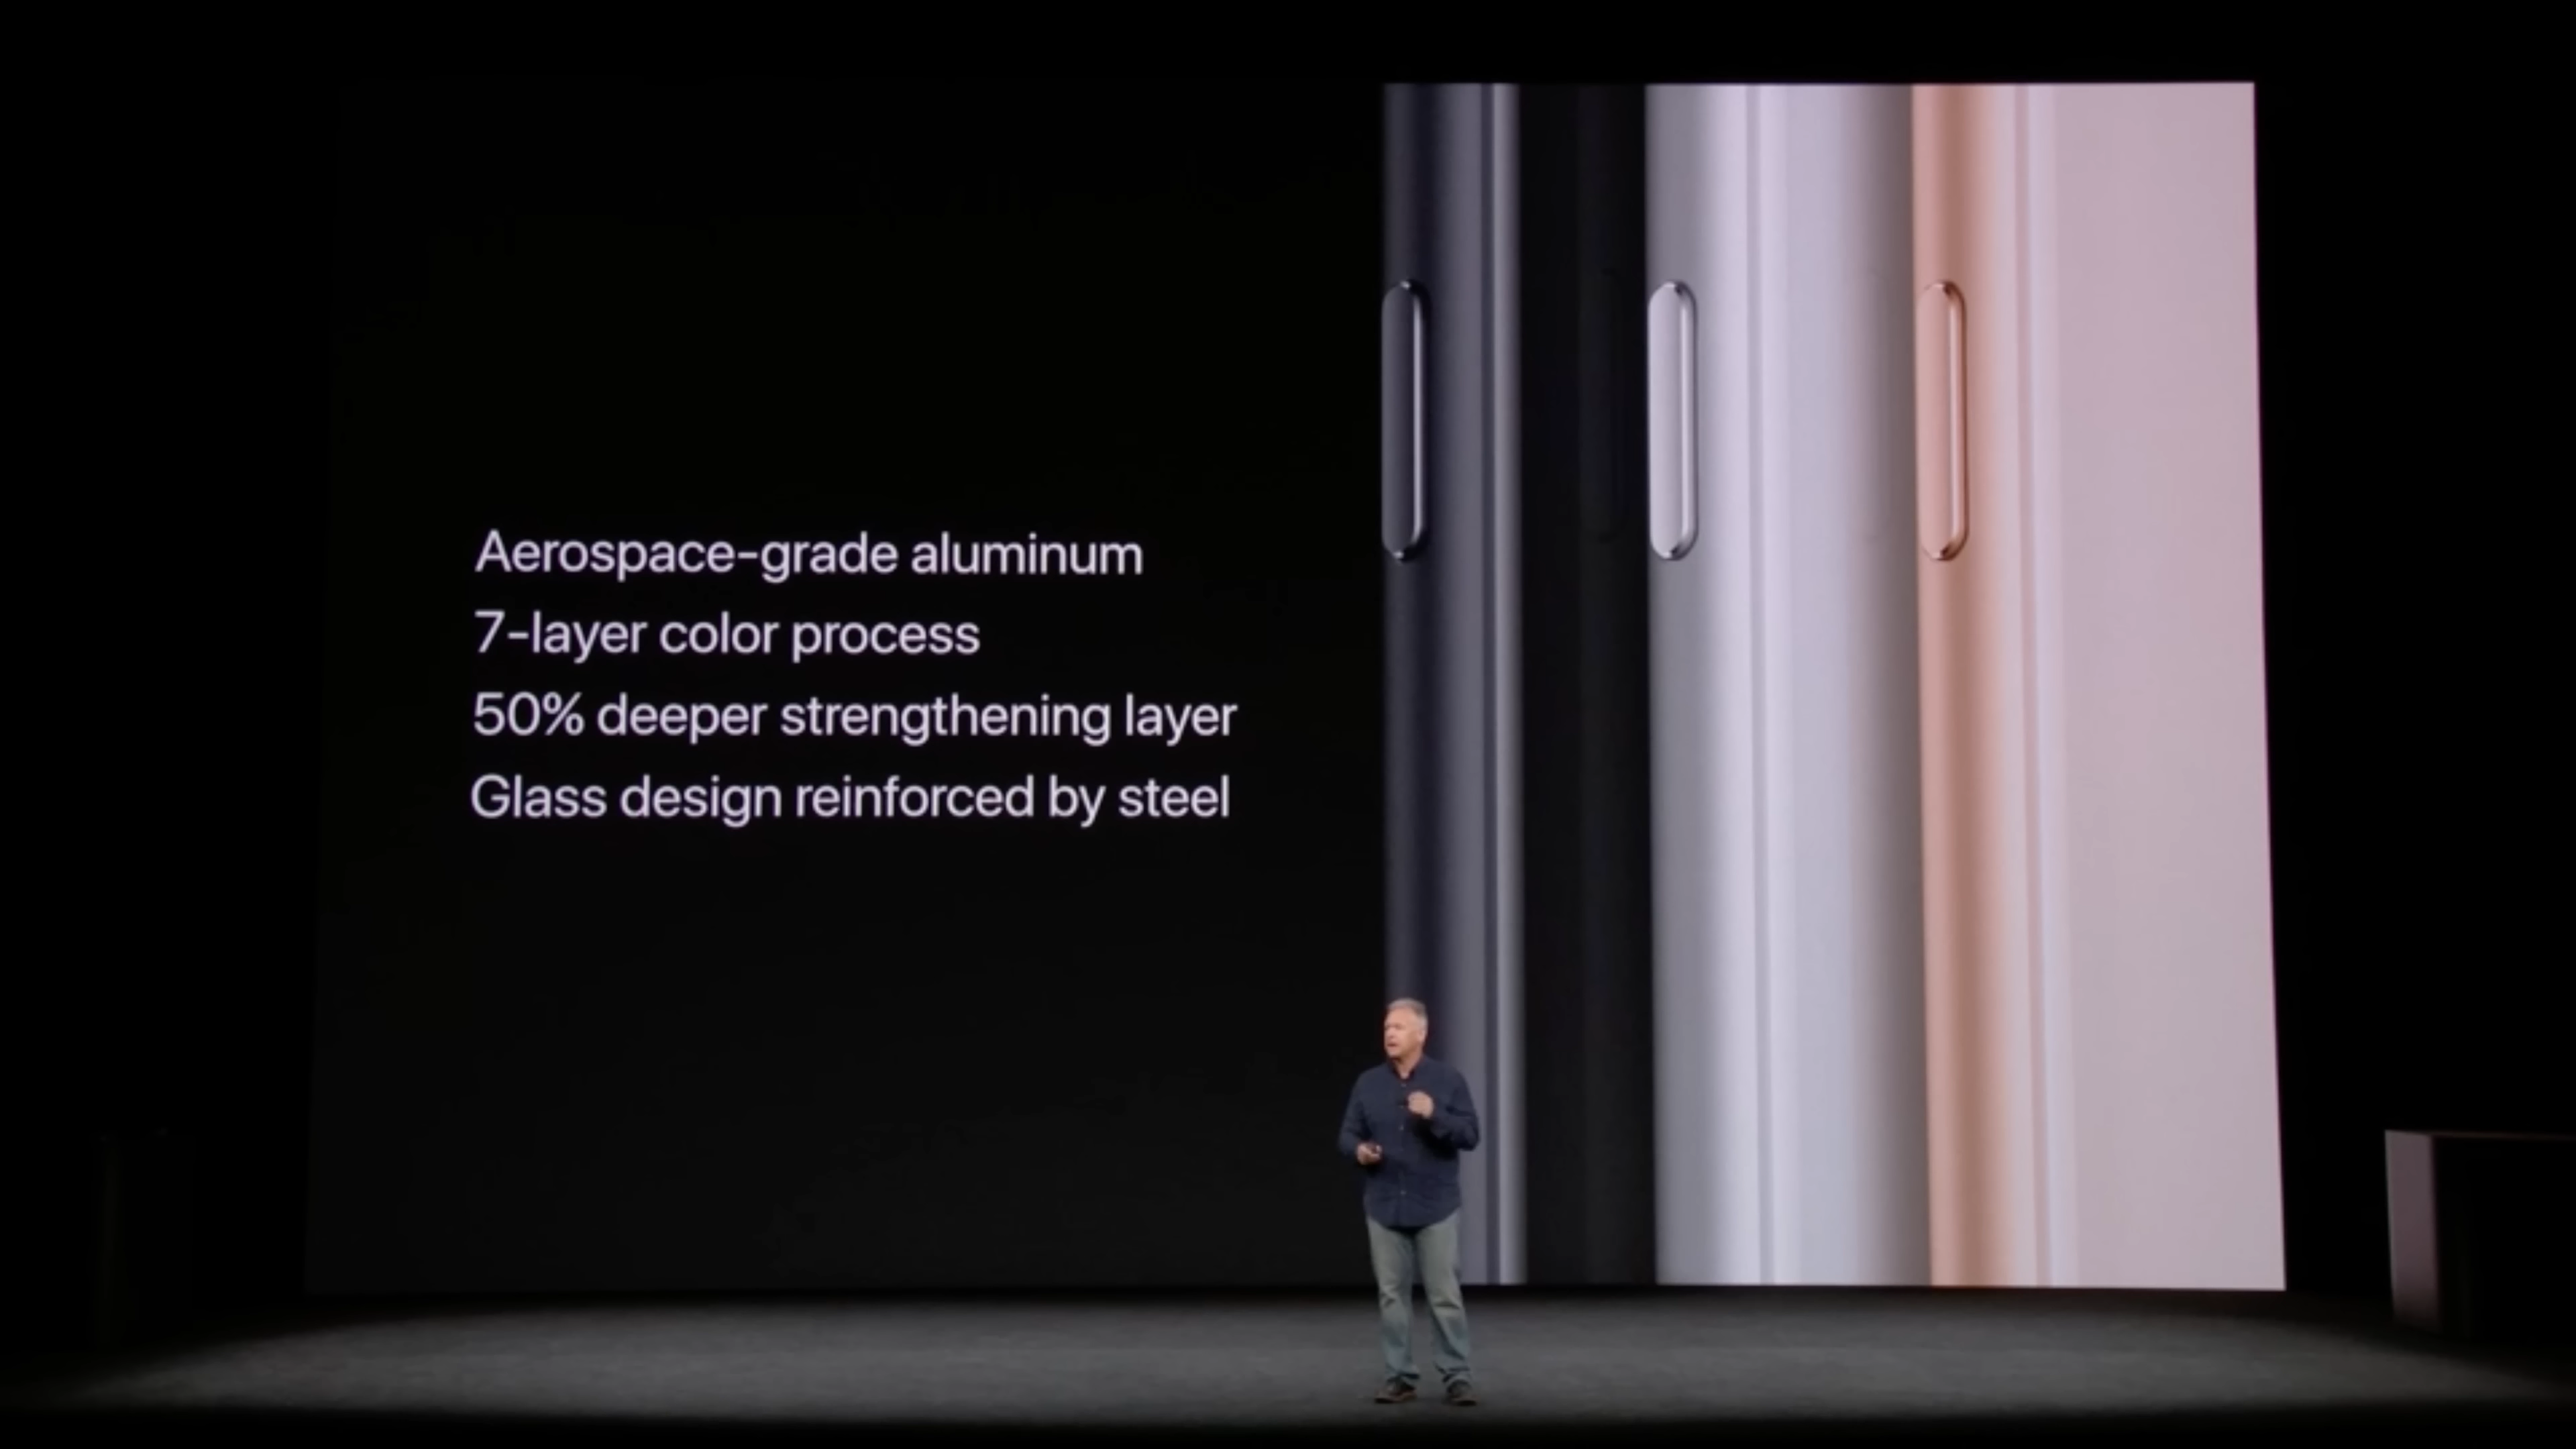 Aerospace-grade aluminum
7-layer color process
50% deeper strengthening layer
Glass design reinforced by steel